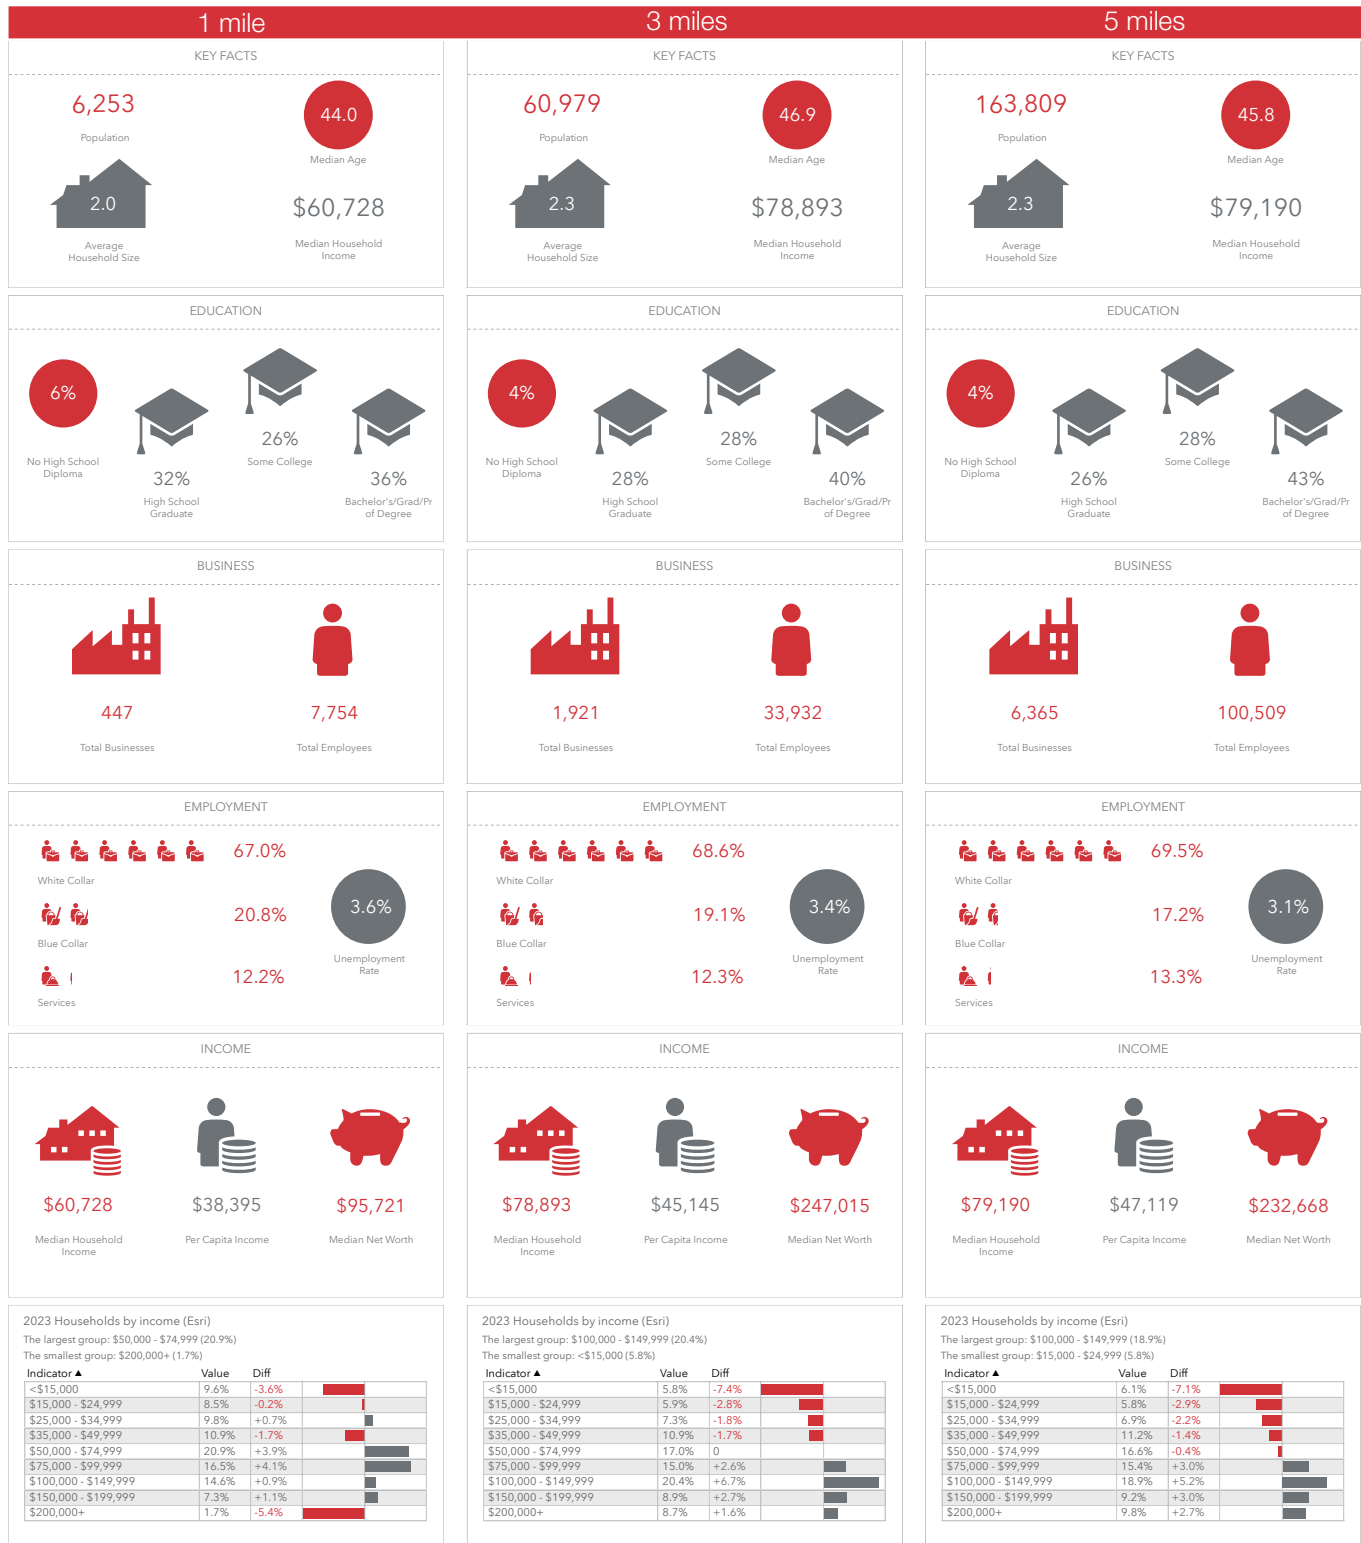 1 mile
KEY FACTS
6,253
Population
44.0
Median Age
2.0
Average
Household Size
$60,728
Median Household
Income
EDUCATION
6%
No High School
Diploma
32%
High School
Graduate
26%
Some College
36%
Bachelor's/Grad/Pr
of Degree
BUSINESS
447
Total Businesses
7,754
Total Employees
EMPLOYMENT
67.0%
White Collar
20.8%
Blue Collar
12.2%
Services
3.6%
Unemployment
Rate
INCOME
$60,728
Median Household
Income
$38,395
Per Capita Income
$95,721
Median Net Worth
2023 Households by income (Esri)
The largest group: $50,000 - $74,999 (20.9%)
The smallest group: $200,000+ (1.7%)
Indicator ▲ Value Diff
<$15,000 9.6% -3.6%
$15,000 - $24,999 8.5% -0.2%
$25,000 - $34,999 9.8% +0.7%
$35,000 - $49,999 10.9% -1.7%
$50,000 - $74,999 20.9% +3.9%
$75,000 - $99,999 16.5% +4.1%
$100,000 - $149,999 14.6% +0.9%
$150,000 - $199,999 7.3% +1.1%
$200,000+ 1.7% -5.4%
3 miles
KEY FACTS
60,979
Population
46.9
Median Age
2.3
Average
Household Size
$78,893
Median Household
Income
EDUCATION
4%
No High School
Diploma
28%
High School
Graduate
28%
Some College
40%
Bachelor's/Grad/Pr
of Degree
BUSINESS
1,921
Total Businesses
33,932
Total Employees
EMPLOYMENT
68.6%
White Collar
19.1%
Blue Collar
12.3%
Services
3.4%
Unemployment
Rate
INCOME
$78,893
Median Household
Income
$45,145
Per Capita Income
$247,015
Median Net Worth
2023 Households by income (Esri)
The largest group: $100,000 - $149,999 (20.4%)
The smallest group: <$15,000 (5.8%)
Indicator ▲ Value Diff
<$15,000 5.8% -7.4%
$15,000 - $24,999 5.9% -2.8%
$25,000 - $34,999 7.3% -1.8%
$35,000 - $49,999 10.9% -1.7%
$50,000 - $74,999 17.0% 0
$75,000 - $99,999 15.0% +2.6%
$100,000 - $149,999 20.4% +6.7%
$150,000 - $199,999 8.9% +2.7%
$200,000+ 8.7% +1.6%
5 miles
KEY FACTS
163,809
Population
45.8
Median Age
2.3
Average
Household Size
$79,190
Median Household
Income
EDUCATION
4%
No High School
Diploma
26%
High School
Graduate
28%
Some College
43%
Bachelor's/Grad/Pr
of Degree
BUSINESS
6,365
Total Businesses
100,509
Total Employees
EMPLOYMENT
69.5%
White Collar
17.2%
Blue Collar
13.3%
Services
3.1%
Unemployment
Rate
INCOME
$79,190
Median Household
Income
$47,119
Per Capita Income
$232,668
Median Net Worth
2023 Households by income (Esri)
The largest group: $100,000 - $149,999 (18.9%)
The smallest group: $15,000 - $24,999 (5.8%)
Indicator ▲ Value Diff
<$15,000 6.1% -7.1%
$15,000 - $24,999 5.8% -2.9%
$25,000 - $34,999 6.9% -2.2%
$35,000 - $49,999 11.2% -1.4%
$50,000 - $74,999 16.6% -0.4%
$75,000 - $99,999 15.4% +3.0%
$100,000 - $149,999 18.9% +5.2%
$150,000 - $199,999 9.2% +3.0%
$200,000+ 9.8% +2.7%